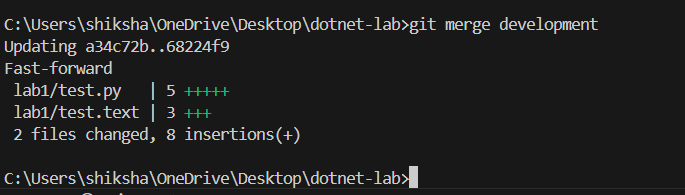 C:\Users\shiksha\OneDrive\Desktop\dotnet-lab>git merge development
Updating a34c72b..68224f9
Fast-forward
 lab1/test.py   | 5 +++++
 lab1/test.text | 3 +++
 2 files changed, 8 insertions(+)
C:\Users\shiksha\OneDrive\Desktop\dotnet-lab>